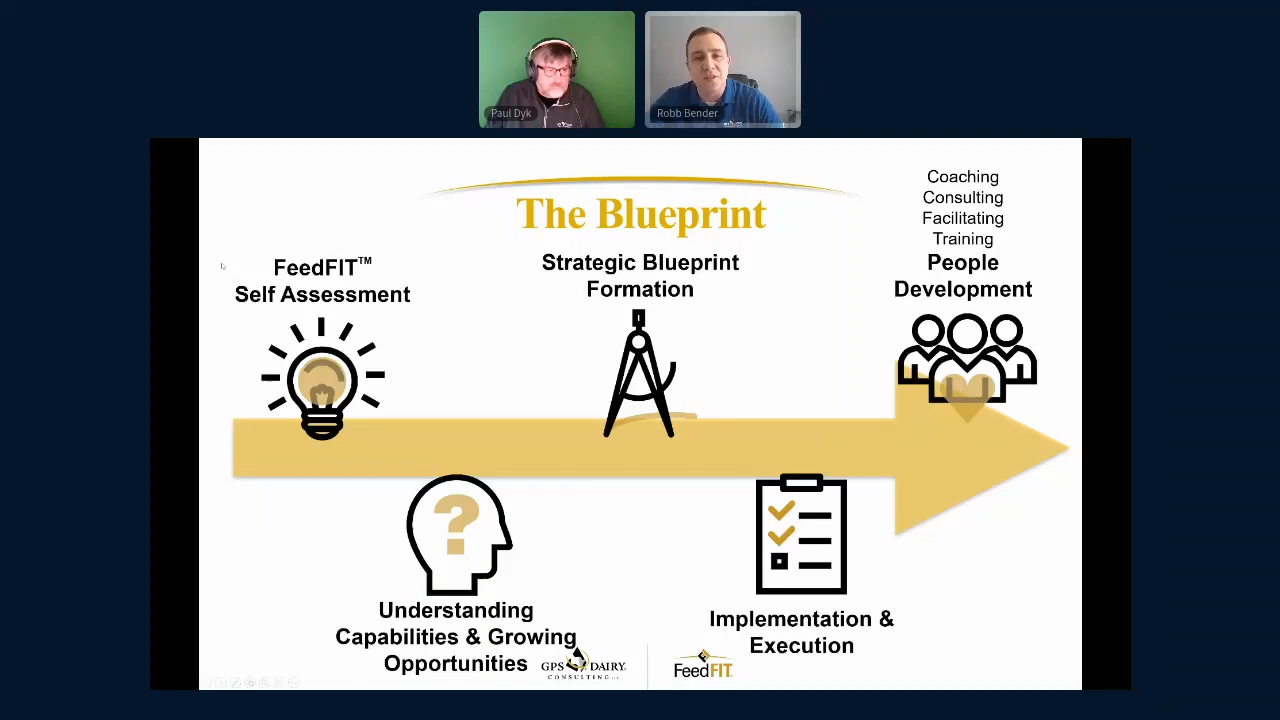 Paul Dyk
Robb Bender
The Blueprint
Coaching
Consulting
Facilitating
Training
People
Development
FeedFIT™
Self Assessment
Strategic Blueprint
Formation
?
Understanding
Capabilities & Growing
Opportunities
Implementation &
Execution
GPS DAIRY
CONSULTING LLC
FeedFIT